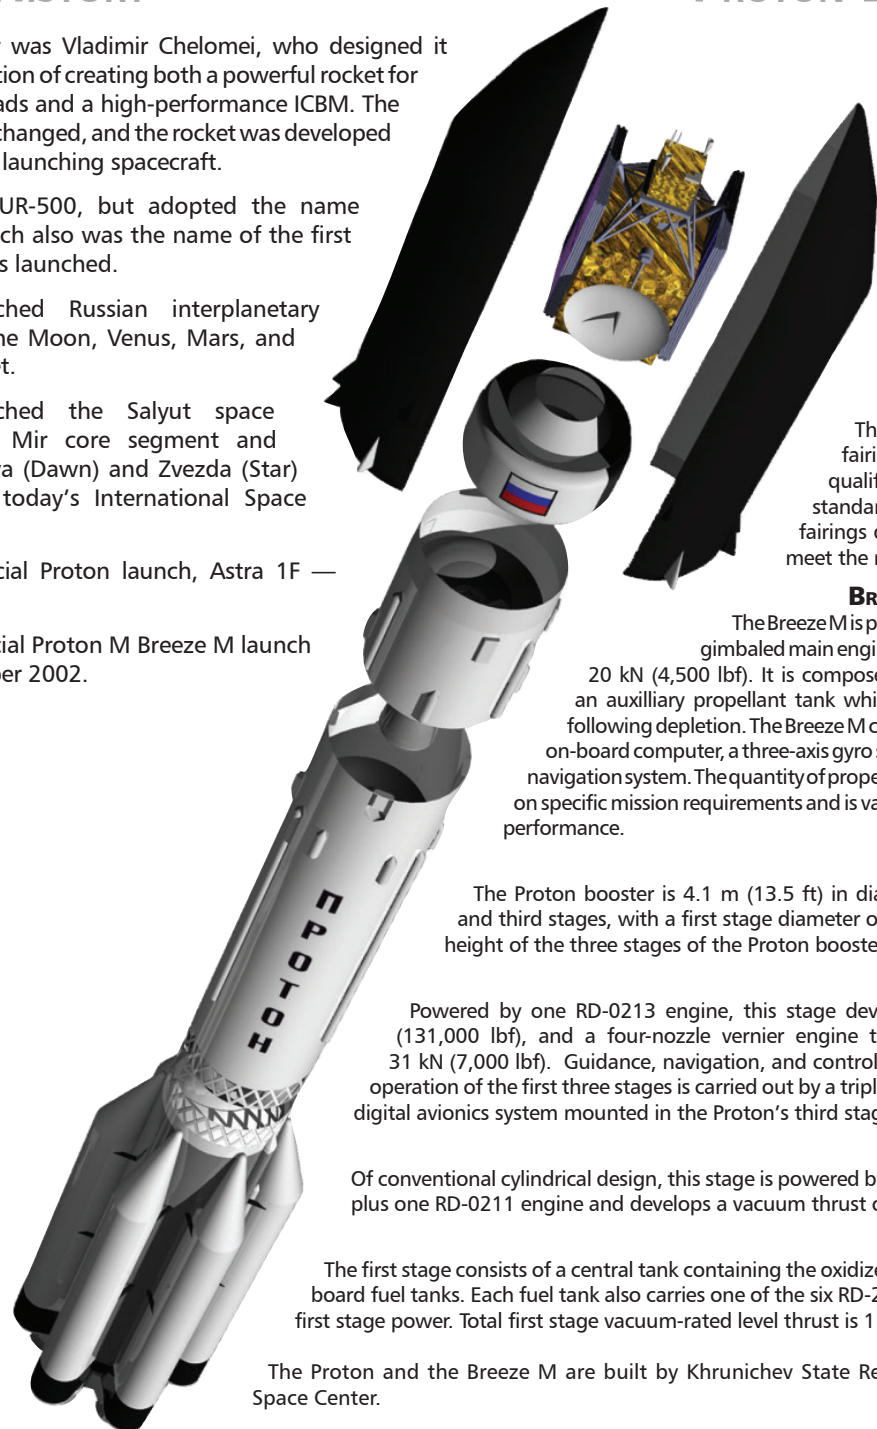 HISTORY
PROTON
was Vladimir Chelomei, who designed it
tion of creating both a powerful rocket for
ads and a high-performance ICBM. The
changed, and the rocket was developed
launching spacecraft.
UR-500, but adopted the name
ch also was the name of the first
s launched.
ched Russian interplanetary
he Moon, Venus, Mars, and
t.
ched the Salyut space
Mir core segment and
a (Dawn) and Zvezda (Star)
today's International Space
cial Proton launch, Astra 1F —
cial Proton M Breeze M launch
er 2002.
ПРОТОН
Th
fairi
qualif
standar
fairings o
meet the r
BR
The Breeze M is p
gimbaled main engi
20 kN (4,500 lbf). It is compose
an auxilliary propellant tank whi
following depletion. The Breeze M c
on-board computer, a three-axis gyro s
navigation system. The quantity of prope
on specific mission requirements and is va
performance.
The Proton booster is 4.1 m (13.5 ft) in dia
and third stages, with a first stage diameter o
height of the three stages of the Proton booster
Powered by one RD-0213 engine, this stage dev
(131,000 lbf), and a four-nozzle vernier engine t
31 kN (7,000 lbf). Guidance, navigation, and control
operation of the first three stages is carried out by a tripl
digital avionics system mounted in the Proton's third stag
Of conventional cylindrical design, this stage is powered by
plus one RD-0211 engine and develops a vacuum thrust o
The first stage consists of a central tank containing the oxidize
board fuel tanks. Each fuel tank also carries one of the six RD-2
first stage power. Total first stage vacuum-rated level thrust is 1
The Proton and the Breeze M are built by Khrunichev State Re
Space Center.